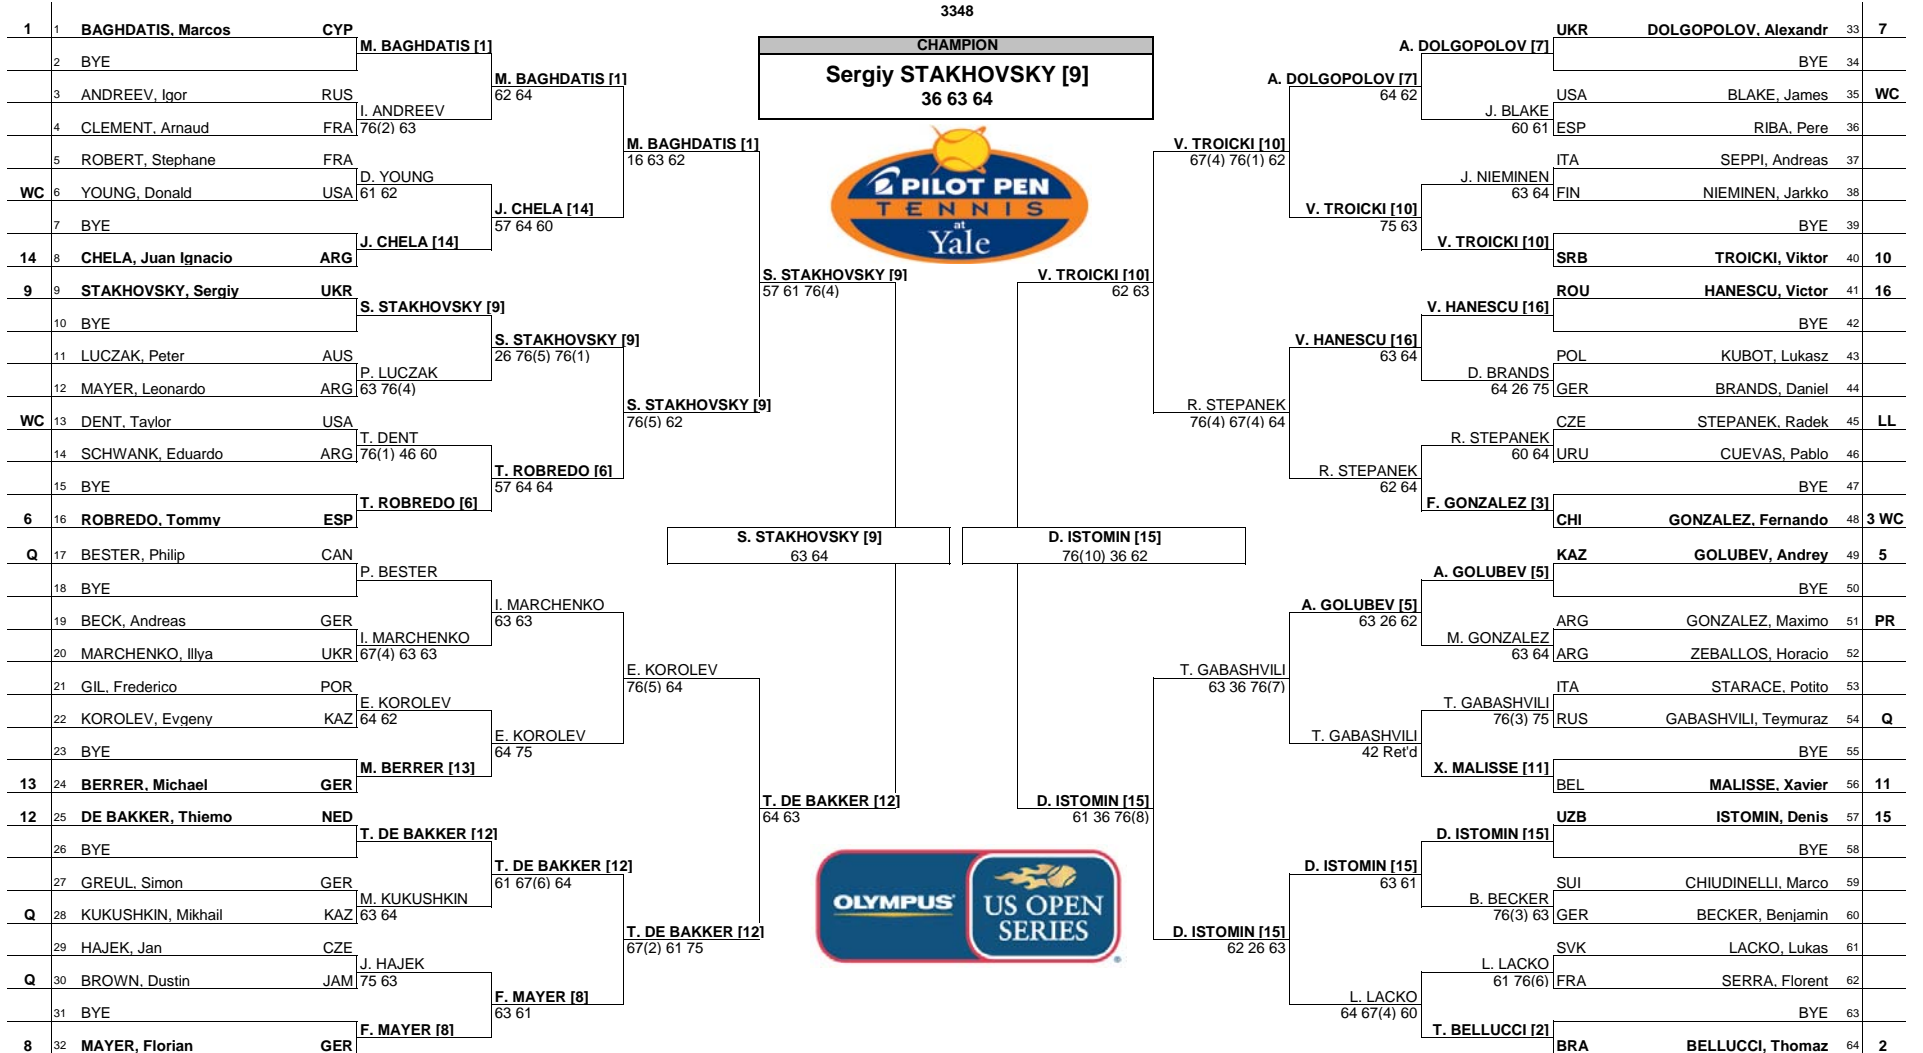 3348
CHAMPION
Sergiy STAKHOVSKY [9]
36 63 64
PILOT PEN
TENNIS
at
Yale
1 1 BAGHDATIS, Marcos CYP
M. BAGHDATIS [1]
2 BYE
M. BAGHDATIS [1]
62 64
3 ANDREEV, Igor RUS
I. ANDREEV
76(2) 63
4 CLEMENT, Arnaud FRA
M. BAGHDATIS [1]
16 63 62
5 ROBERT, Stephane FRA
D. YOUNG
61 62
WC 6 YOUNG, Donald USA
J. CHELA [14]
57 64 60
7 BYE
J. CHELA [14]
14 8 CHELA, Juan Ignacio ARG
S. STAKHOVSKY [9]
57 61 76(4)
9 9 STAKHOVSKY, Sergiy UKR
S. STAKHOVSKY [9]
10 BYE
S. STAKHOVSKY [9]
26 76(5) 76(1)
11 LUCZAK, Peter AUS
P. LUCZAK
63 76(4)
12 MAYER, Leonardo ARG
S. STAKHOVSKY [9]
76(5) 62
WC 13 DENT, Taylor USA
T. DENT
76(1) 46 60
14 SCHWANK, Eduardo ARG
T. ROBREDO [6]
57 64 64
15 BYE
T. ROBREDO [6]
6 16 ROBREDO, Tommy ESP
S. STAKHOVSKY [9]
63 64
Q 17 BESTER, Philip CAN
P. BESTER
18 BYE
I. MARCHENKO
63 63
19 BECK, Andreas GER
I. MARCHENKO
67(4) 63 63
20 MARCHENKO, Illya UKR
E. KOROLEV
76(5) 64
21 GIL, Frederico POR
E. KOROLEV
64 62
22 KOROLEV, Evgeny KAZ
E. KOROLEV
64 75
23 BYE
M. BERRER [13]
13 24 BERRER, Michael GER
T. DE BAKKER [12]
64 63
12 25 DE BAKKER, Thiemo NED
T. DE BAKKER [12]
26 BYE
T. DE BAKKER [12]
61 67(6) 64
27 GREUL, Simon GER
M. KUKUSHKIN
63 64
Q 28 KUKUSHKIN, Mikhail KAZ
T. DE BAKKER [12]
67(2) 61 75
29 HAJEK, Jan CZE
J. HAJEK
75 63
Q 30 BROWN, Dustin JAM
F. MAYER [8]
63 61
31 BYE
F. MAYER [8]
8 32 MAYER, Florian GER
UKR DOLGOPOLOV, Alexandr 33 7
A. DOLGOPOLOV [7]
BYE 34
A. DOLGOPOLOV [7]
64 62
USA BLAKE, James 35 WC
J. BLAKE
60 61
ESP RIBA, Pere 36
V. TROICKI [10]
67(4) 76(1) 62
ITA SEPPI, Andreas 37
J. NIEMINEN
63 64
FIN NIEMINEN, Jarkko 38
V. TROICKI [10]
75 63
BYE 39
V. TROICKI [10]
SRB TROICKI, Viktor 40 10
V. TROICKI [10]
62 63
ROU HANESCU, Victor 41 16
V. HANESCU [16]
BYE 42
V. HANESCU [16]
63 64
POL KUBOT, Lukasz 43
D. BRANDS
64 26 75
GER BRANDS, Daniel 44
R. STEPANEK
76(4) 67(4) 64
CZE STEPANEK, Radek 45 LL
R. STEPANEK
60 64
URU CUEVAS, Pablo 46
R. STEPANEK
62 64
BYE 47
F. GONZALEZ [3]
CHI GONZALEZ, Fernando 48 3 WC
D. ISTOMIN [15]
76(10) 36 62
KAZ GOLUBEV, Andrey 49 5
A. GOLUBEV [5]
BYE 50
A. GOLUBEV [5]
63 26 62
ARG GONZALEZ, Maximo 51 PR
M. GONZALEZ
63 64
ARG ZEBALLOS, Horacio 52
T. GABASHVILI
63 36 76(7)
ITA STARACE, Potito 53
T. GABASHVILI
76(3) 75
RUS GABASHVILI, Teymuraz 54 Q
T. GABASHVILI
42 Ret'd
BYE 55
X. MALISSE [11]
BEL MALISSE, Xavier 56 11
D. ISTOMIN [15]
61 36 76(8)
UZB ISTOMIN, Denis 57 15
D. ISTOMIN [15]
BYE 58
D. ISTOMIN [15]
63 61
SUI CHIUDINELLI, Marco 59
B. BECKER
76(3) 63
GER BECKER, Benjamin 60
D. ISTOMIN [15]
62 26 63
SVK LACKO, Lukas 61
L. LACKO
61 76(6)
FRA SERRA, Florent 62
L. LACKO
64 67(4) 60
BYE 63
T. BELLUCCI [2]
BRA BELLUCCI, Thomaz 64 2
OLYMPUS
US OPEN
SERIES
®